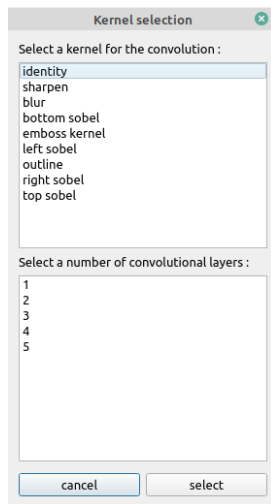 Kernel selection
Select a kernel for the convolution :
identity
sharpen
blur
bottom sobel
emboss kernel
left sobel
outline
right sobel
top sobel
Select a number of convolutional layers :
1
2
3
4
5
cancel
select